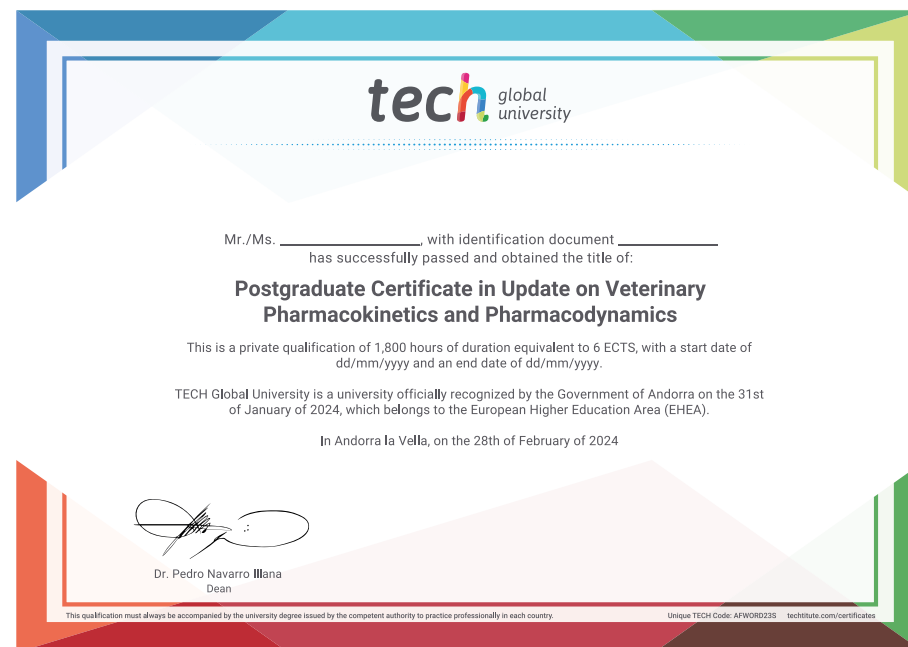 tech global
university
Mr./Ms. ____________, with identification document ____________
has successfully passed and obtained the title of:
Postgraduate Certificate in Update on Veterinary
Pharmacokinetics and Pharmacodynamics
This is a private qualification of 1,800 hours of duration equivalent to 6 ECTS, with a start date of
dd/mm/yyyy and an end date of dd/mm/yyyy.
TECH Global University is a university officially recognized by the Government of Andorra on the 31st
of January of 2024, which belongs to the European Higher Education Area (EHEA).
In Andorra la Vella, on the 28th of February of 2024
Dr. Pedro Navarro Illana
Dean
This qualification must always be accompanied by the university degree issued by the competent authority to practice professionally in each country.
Unique TECH Code: AFWORD23S techtitute.com/certificates